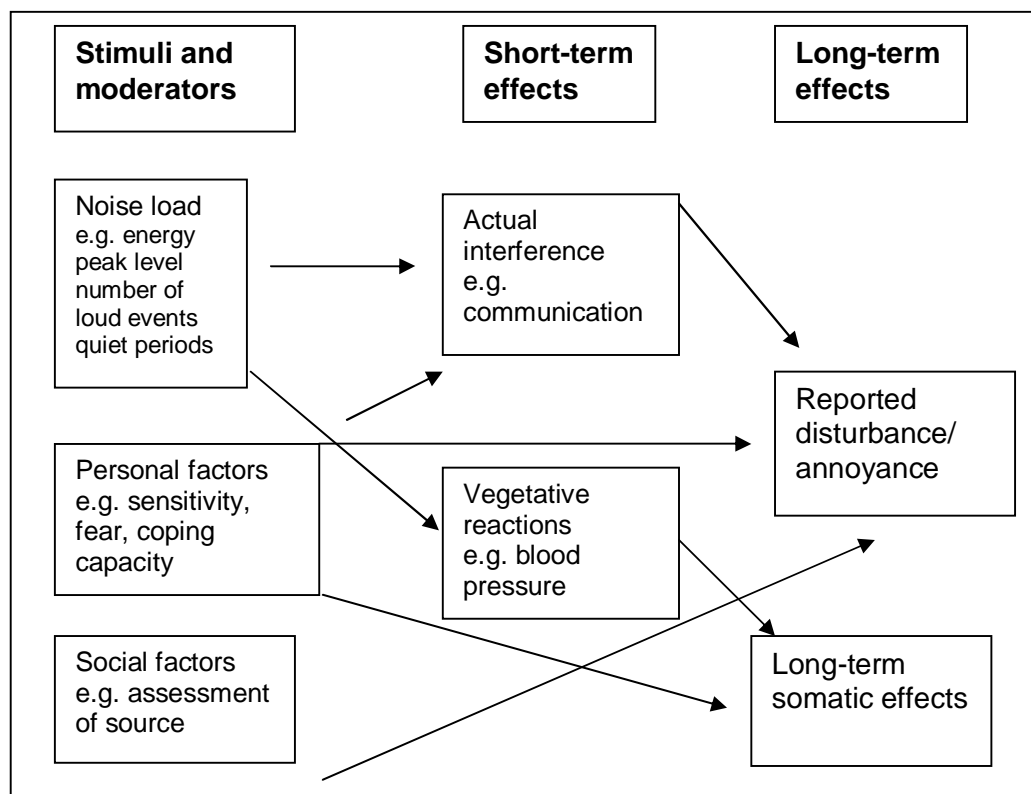 Stimuli and
moderators
Short-term
effects
Long-term
effects
Noise load
e.g. energy
peak level
number of
loud events
quiet periods
Actual
interference
e.g.
communication
Reported
disturbance/
annoyance
Personal factors
e.g. sensitivity,
fear, coping
capacity
Vegetative
reactions
e.g. blood
pressure
Social factors
e.g. assessment
of source
Long-term
somatic effects